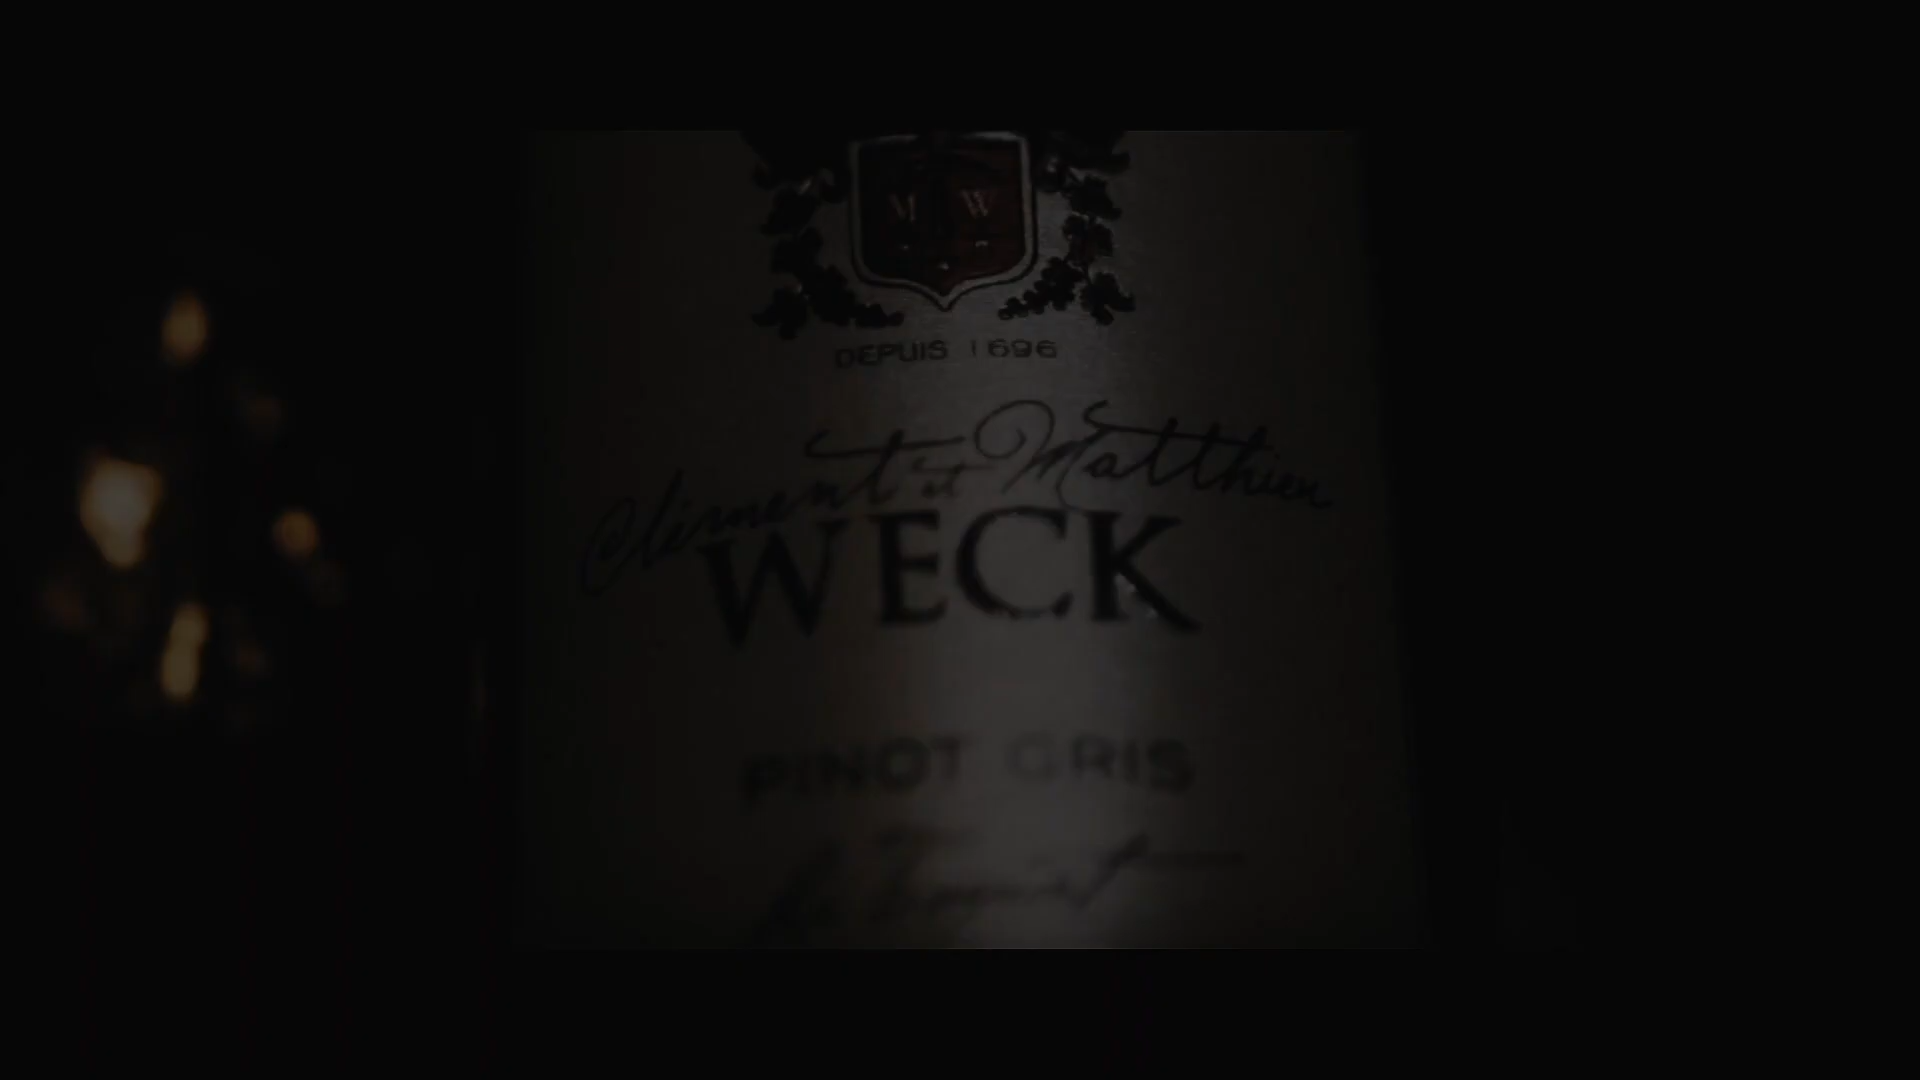 M W
DEPUIS 1696
Clément et Matthieu
WECK
PINOT GRIS